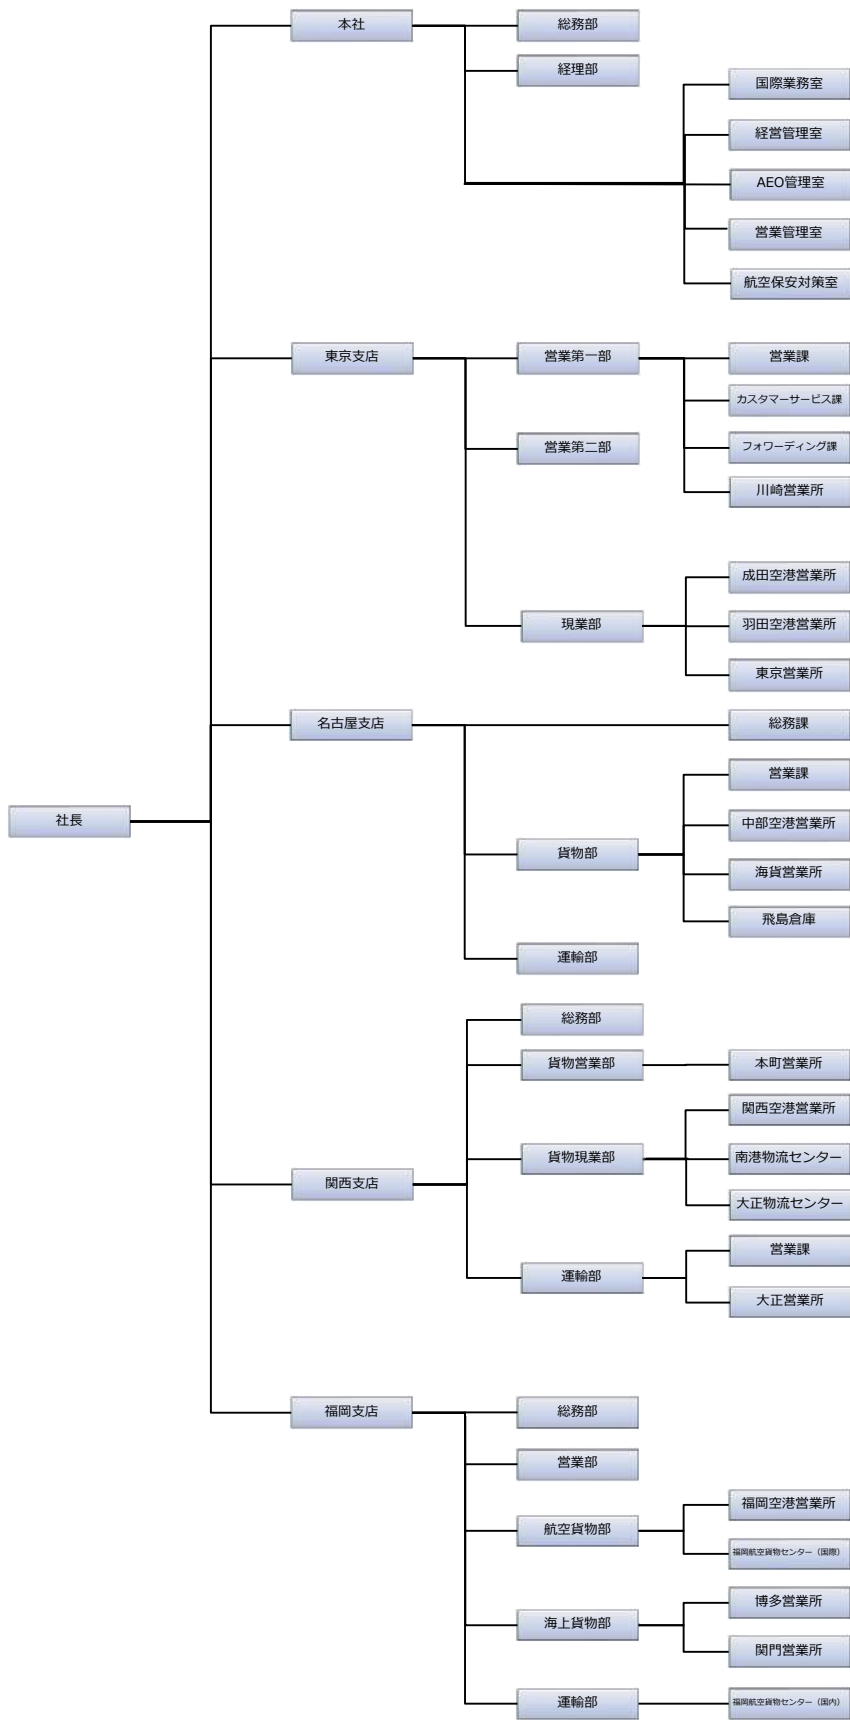 本社
総務部
経理部
国際業務室
経営管理室
AEO管理室
営業管理室
航空保安対策室
東京支店
営業第一部
営業課
カスタマーサービス課
営業第二部
フォワーディング課
川崎営業所
成田空港営業所
現業部
羽田空港営業所
東京営業所
名古屋支店
総務課
営業課
社長
中部空港営業所
貨物部
海貨営業所
飛島倉庫
運輸部
総務部
貨物営業部
本町営業所
関西空港営業所
貨物現業部
南港物流センター
関西支店
大正物流センター
営業課
運輸部
大正営業所
福岡支店
総務部
営業部
福岡空港営業所
航空貨物部
福岡航空貨物センター（国際）
博多営業所
海上貨物部
関門営業所
運輸部
福岡航空貨物センター（国内）